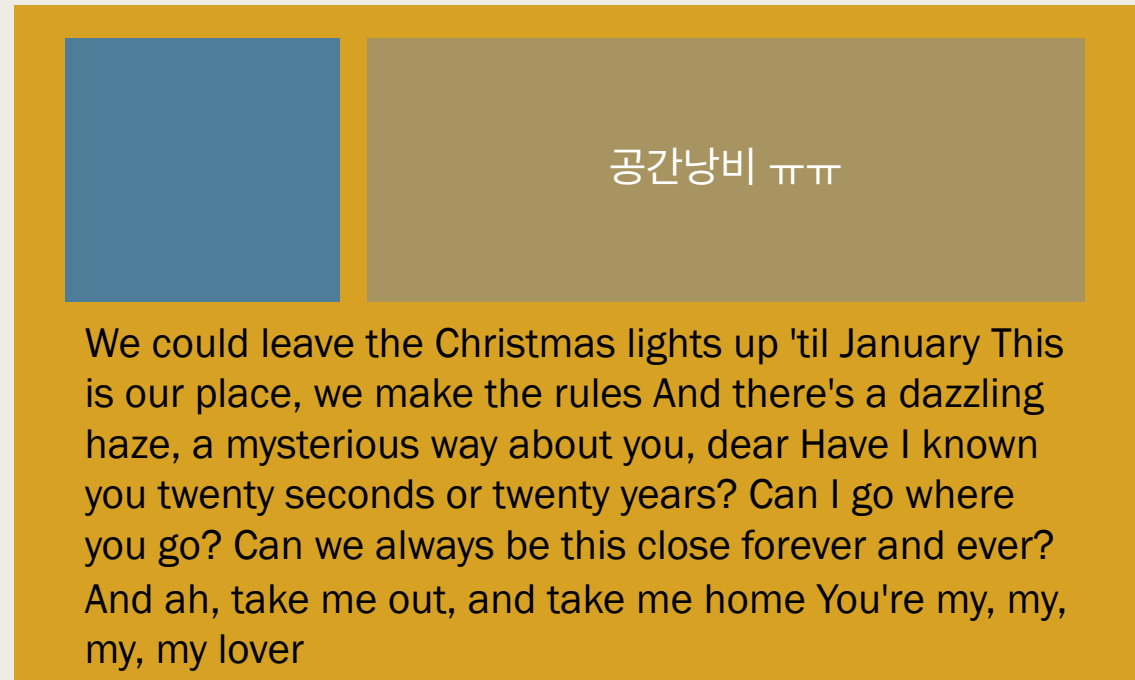 공간낭비 ㅠㅠ
We could leave the Christmas lights up 'til January This
is our place, we make the rules And there's a dazzling
haze, a mysterious way about you, dear Have I known
you twenty seconds or twenty years? Can I go where
you go? Can we always be this close forever and ever?
And ah, take me out, and take me home You're my, my,
my, my lover